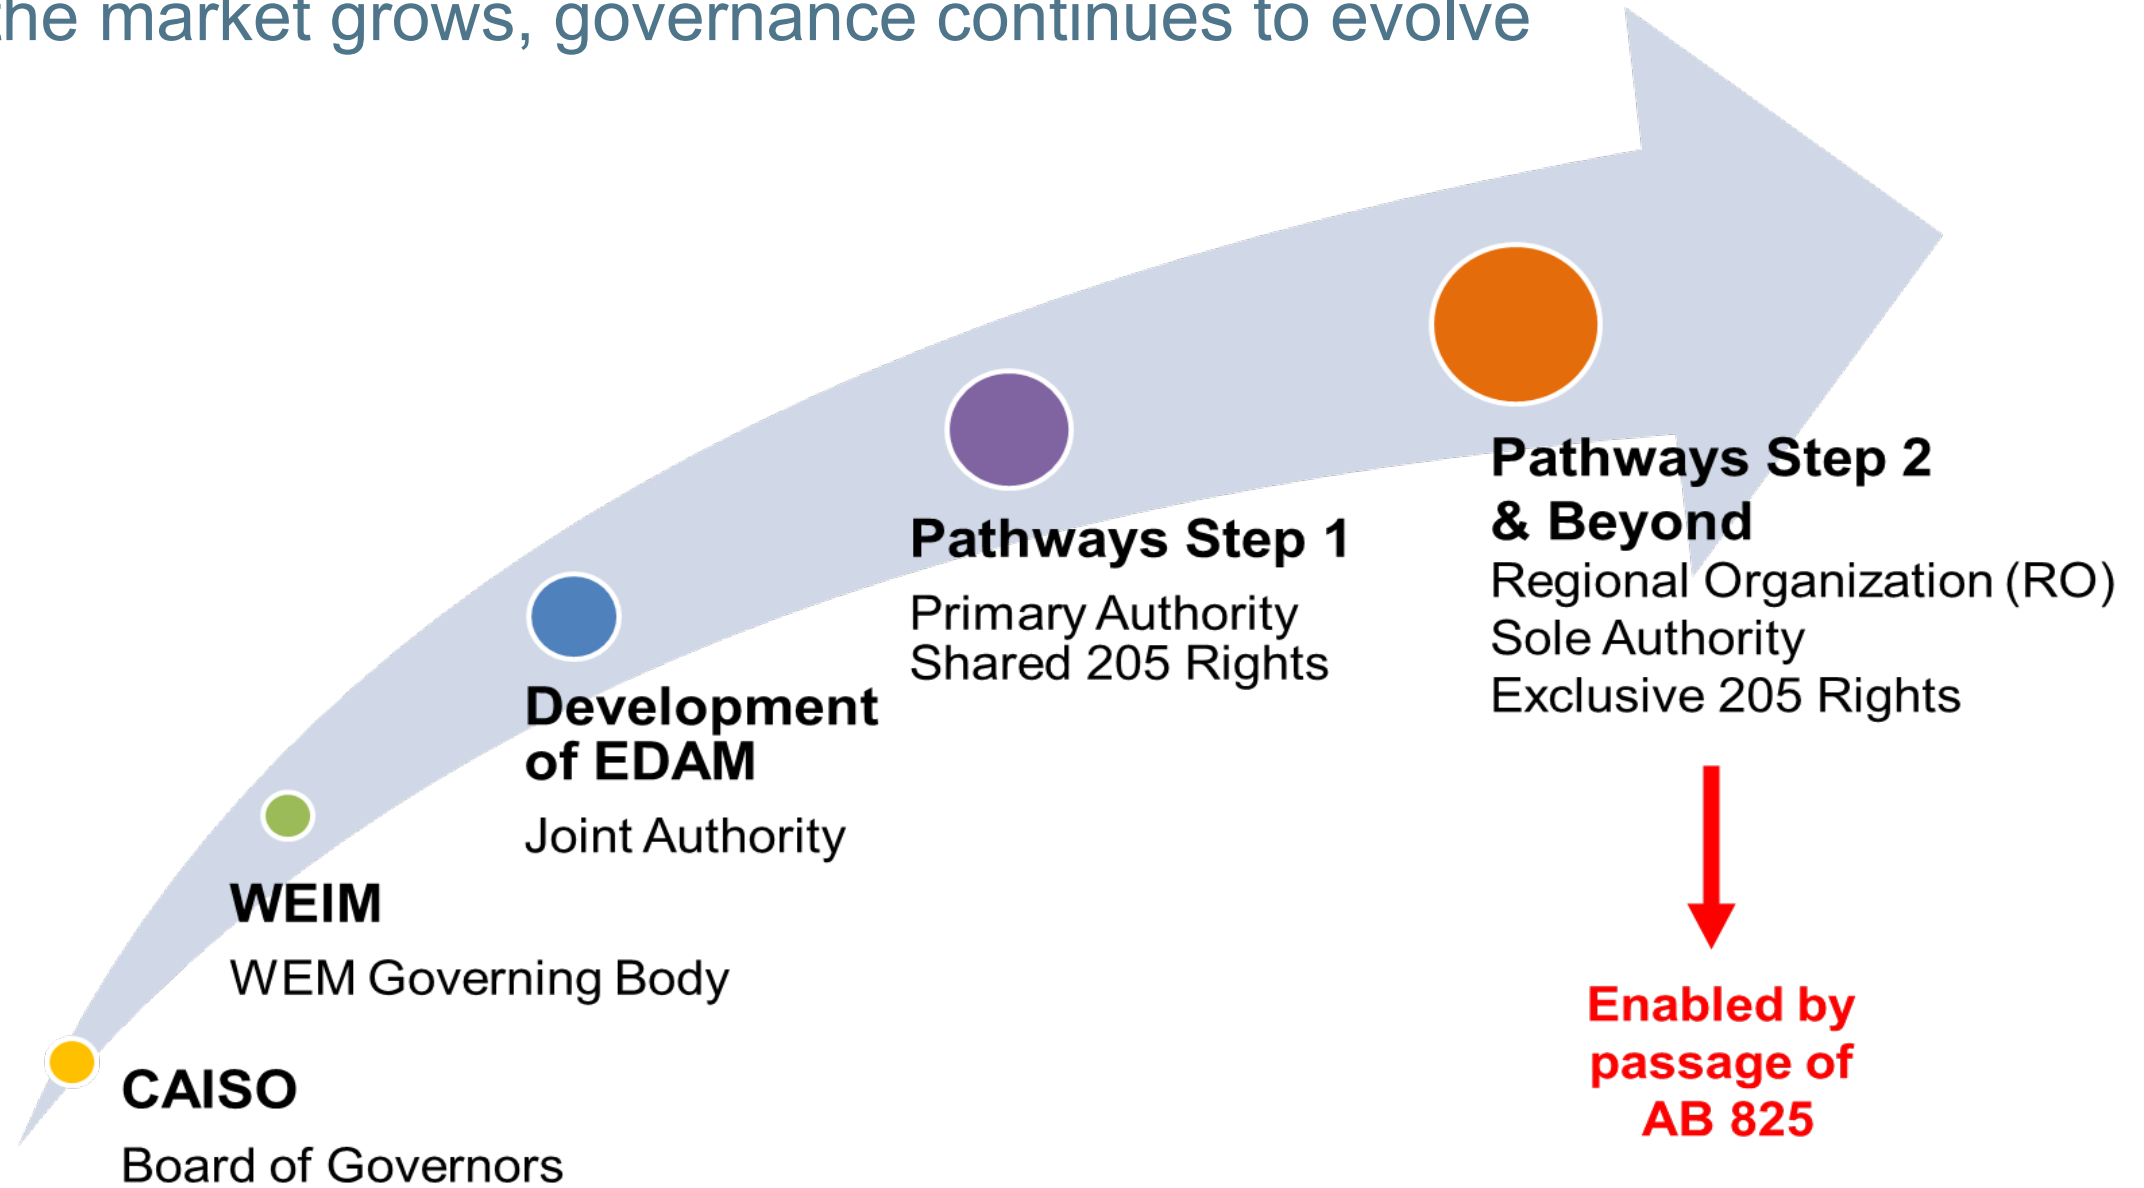 the market grows, governance continues to evolve
Pathways Step 2
& Beyond
Regional Organization (RO)
Sole Authority
Exclusive 205 Rights
Pathways Step 1
Primary Authority
Shared 205 Rights
Development
of EDAM
Joint Authority
WEIM
WEM Governing Body
CAISO
Board of Governors
Enabled by
passage of
AB 825